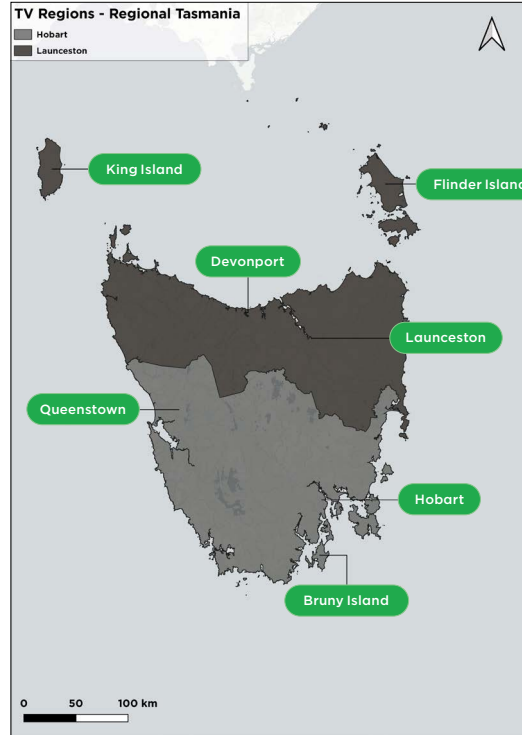 TV Regions - Regional Tasmania
Hobart
Launceston
King Island
Flinder Island
Devonport
Launceston
Queenstown
Hobart
Bruny Island
0 50 100 km